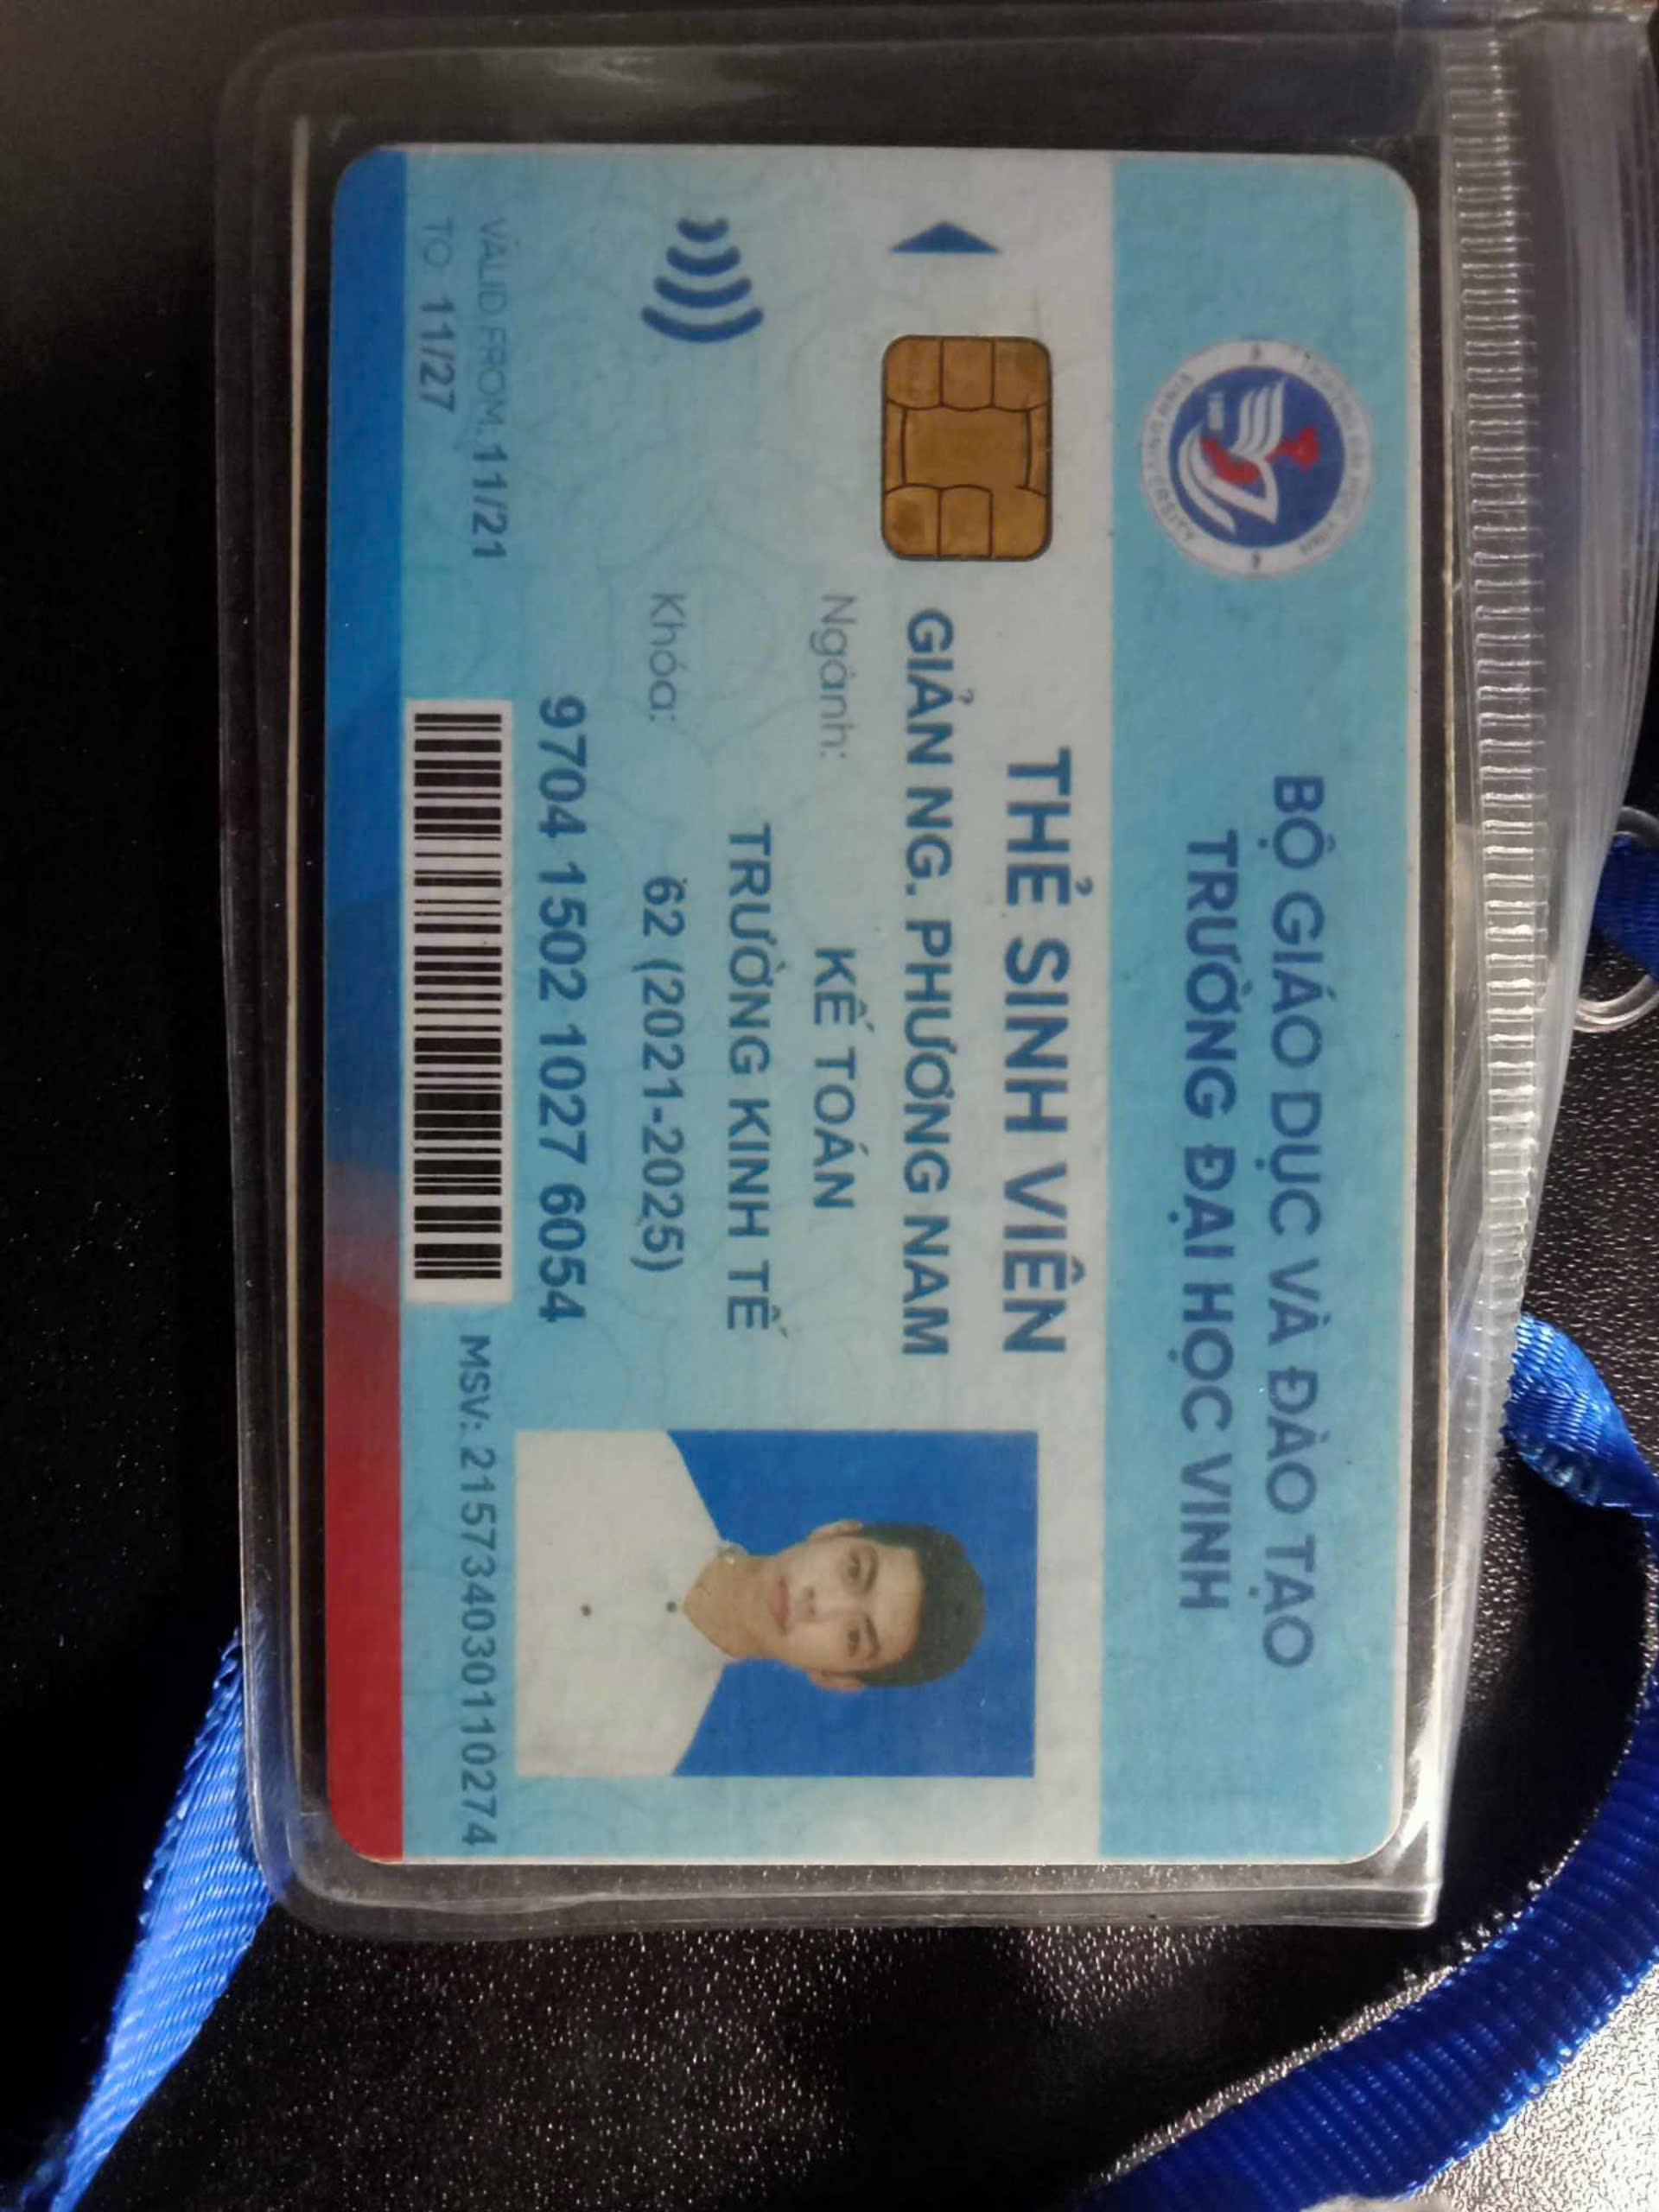 BỘ GIÁO DỤC VÀ ĐÀO TẠO
TRƯỜNG ĐẠI HỌC VINH
TRƯỜNG ĐẠI HỌC VINH
VINH UNIVERSITY
THẺ SINH VIÊN
GIẢN NG. PHƯƠNG NAM
Ngành: KẾ TOÁN
TRƯỜNG KINH TẾ
Khóa: 62 (2021-2025)
9704 1502 1027 6054
VALID FROM: 11/21
TO: 11/27
MSV: 215734030110274